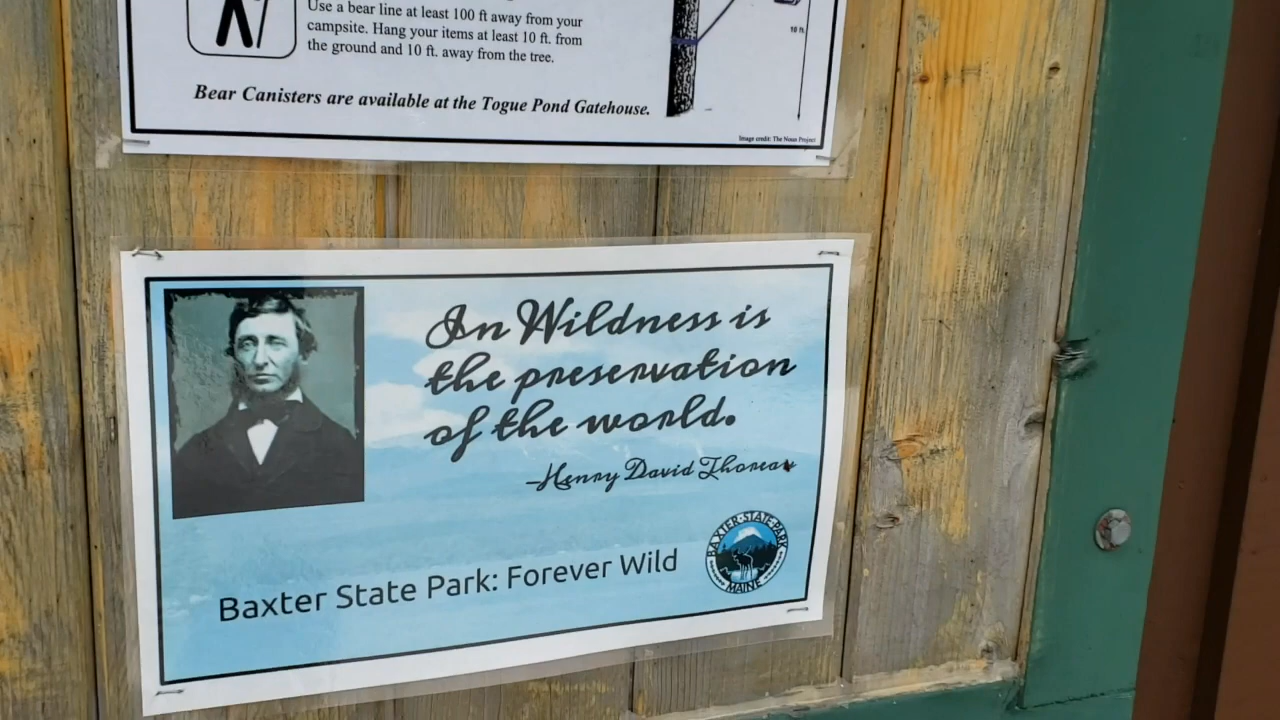 Use a bear line at least 100 ft away from your
campsite. Hang your items at least 10 ft. from
the ground and 10 ft. away from the tree.
10 ft
Bear Canisters are available at the Togue Pond Gatehouse.
Image credit: The Noun Project
In Wildness is
the preservation
of the world.
–Henry David Thoreau
BAXTER·STATE·PARK
MAINE
Baxter State Park: Forever Wild